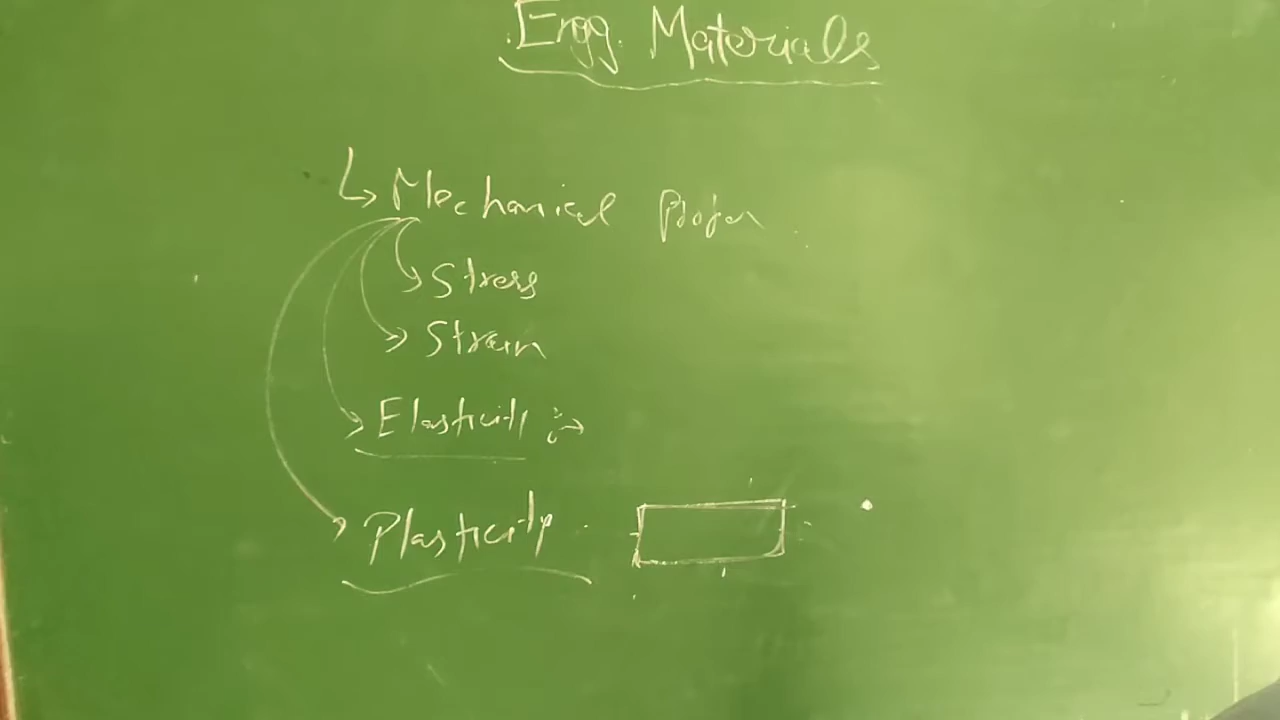 Engg. Materials
Mechanical Proper
Stress
Strain
Elasticity :→
Plasticity